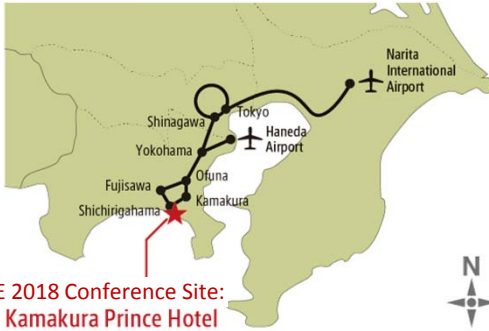 Narita
International
Airport
Tokyo
Shinagawa
Haneda
Airport
Yokohama
Ofuna
Fujisawa
Kamakura
Shichirigahama
E 2018 Conference Site:
Kamakura Prince Hotel
N